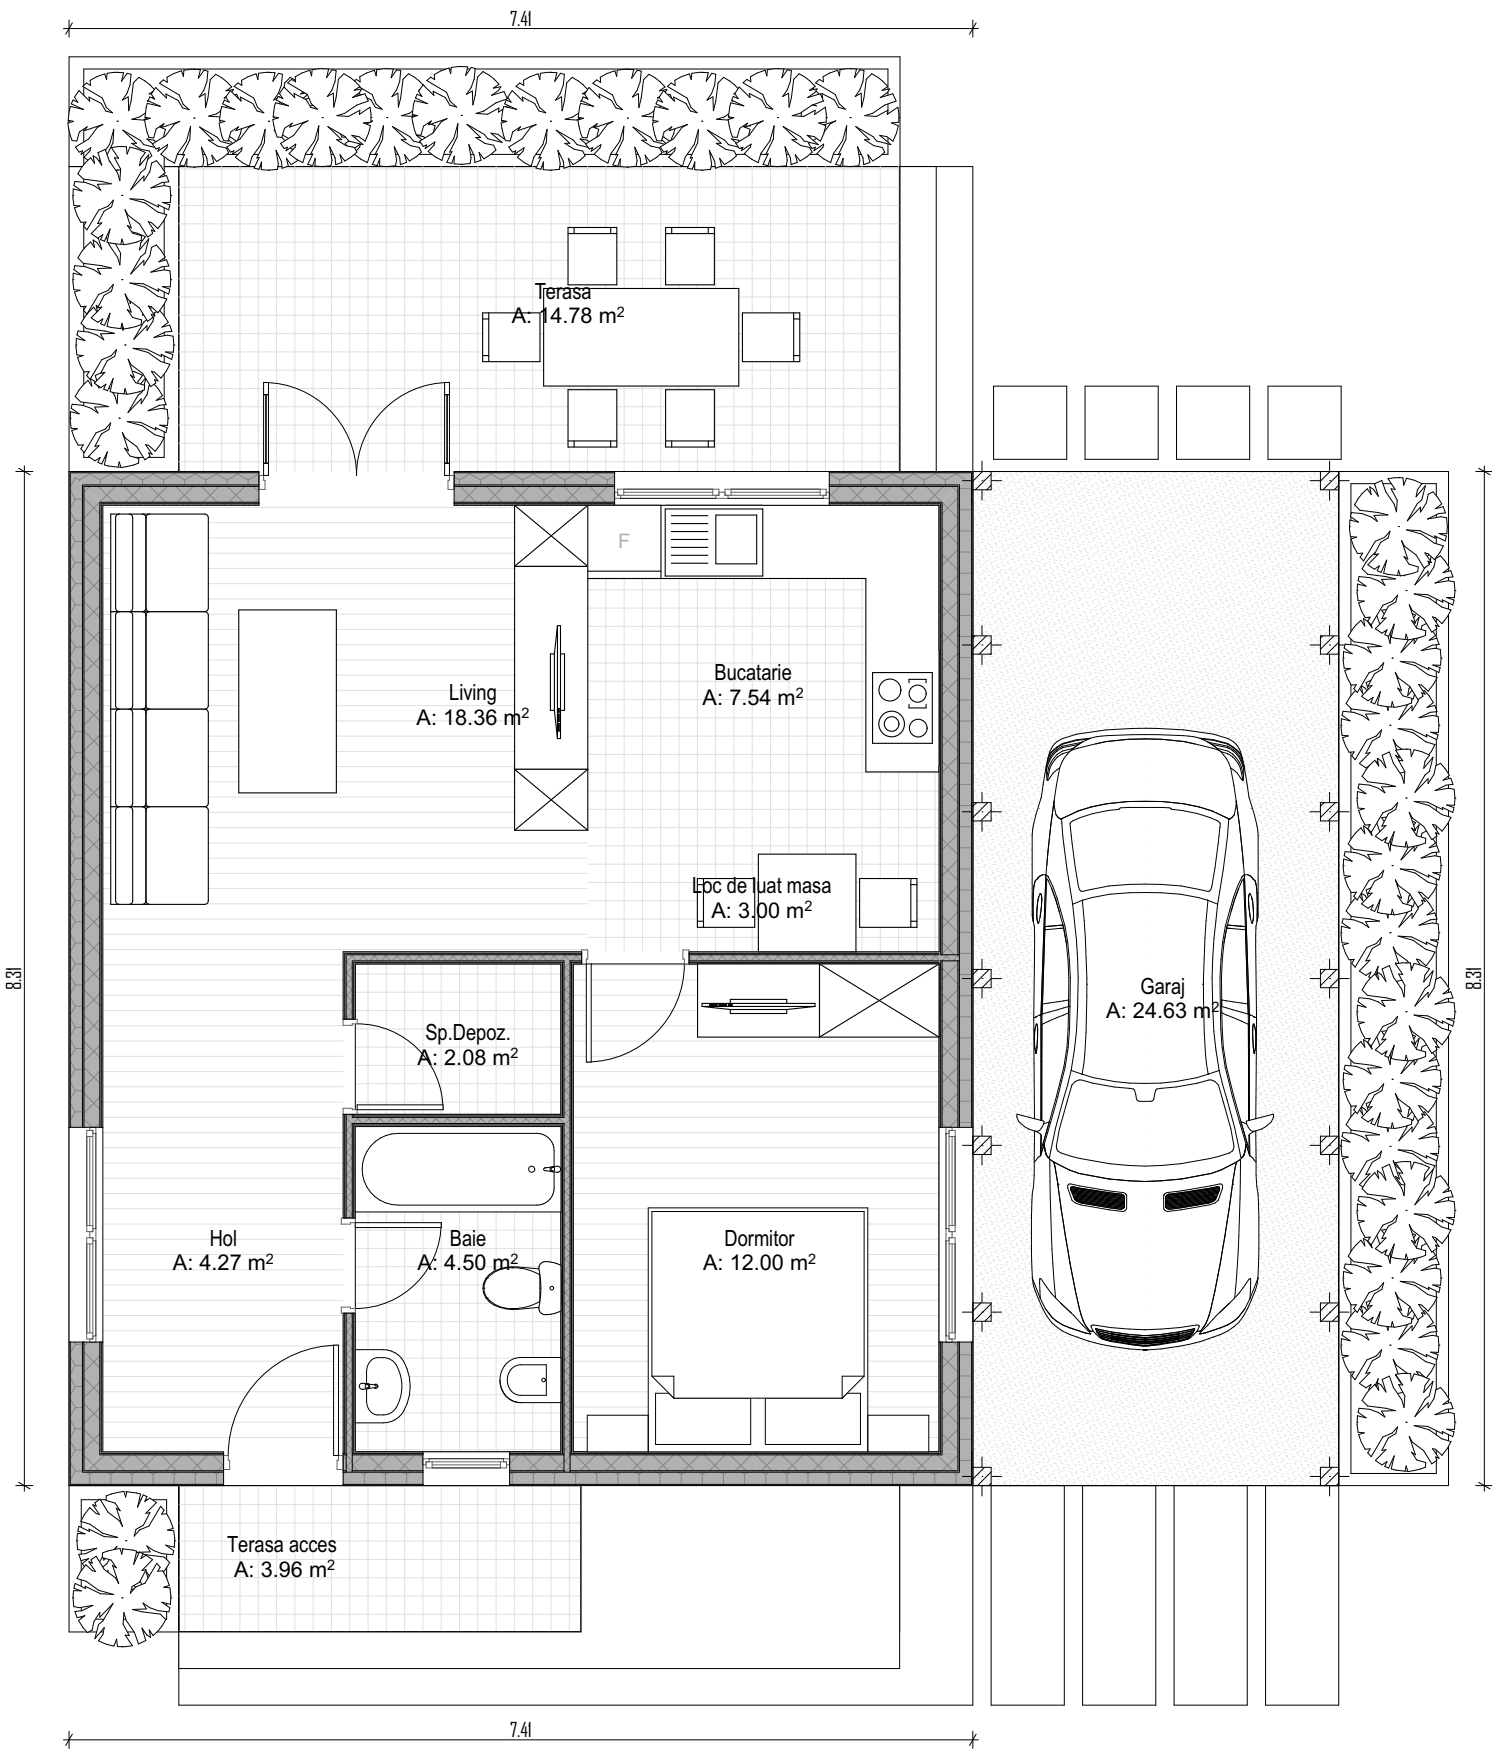 7.41
Terasa
A: 14.78 m²
F
Living
A: 18.36 m²
Bucatarie
A: 7.54 m²
Loc de luat masa
A: 3.00 m²
8.31
Sp.Depoz.
A: 2.08 m²
Garaj
A: 24.63 m²
8.31
Hol
A: 4.27 m²
Baie
A: 4.50 m²
Dormitor
A: 12.00 m²
Terasa acces
A: 3.96 m²
7.41